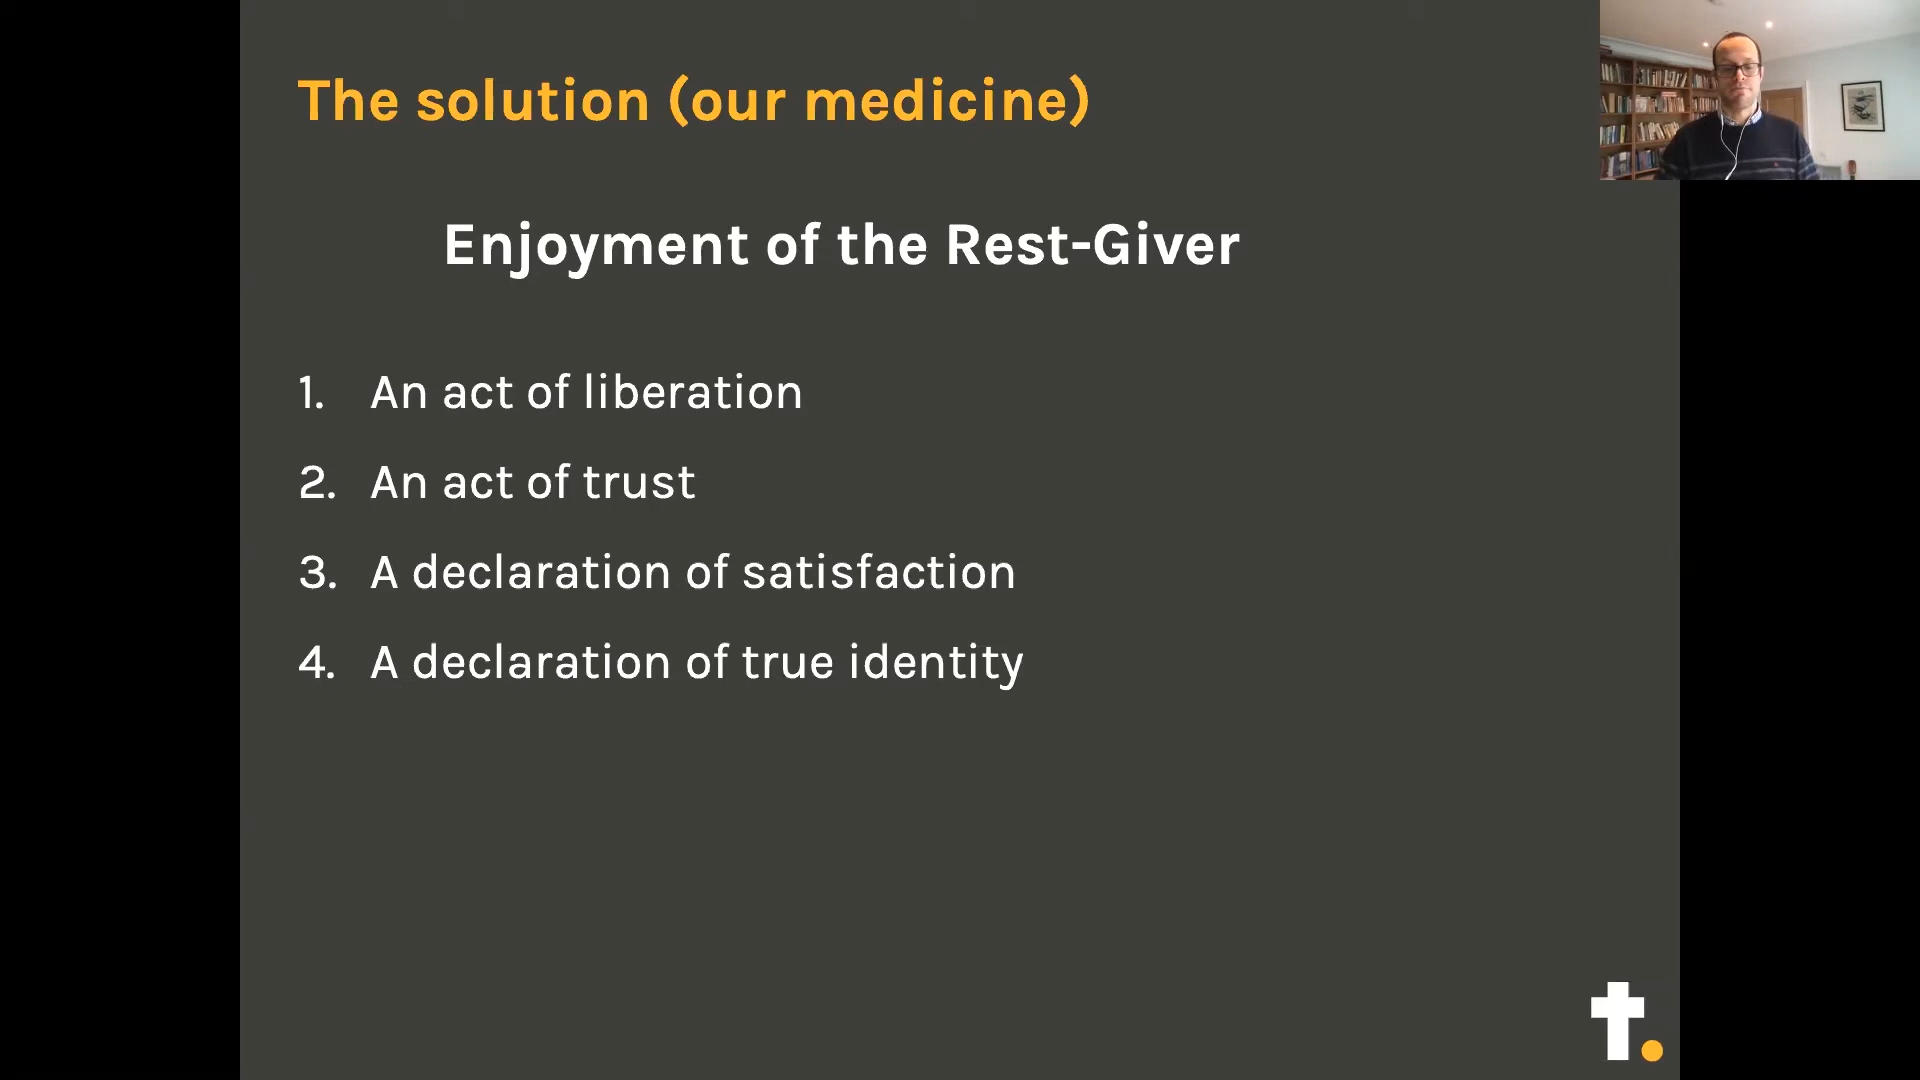 The solution (our medicine)
Enjoyment of the Rest-Giver
1. An act of liberation
2. An act of trust
3. A declaration of satisfaction
4. A declaration of true identity
t.